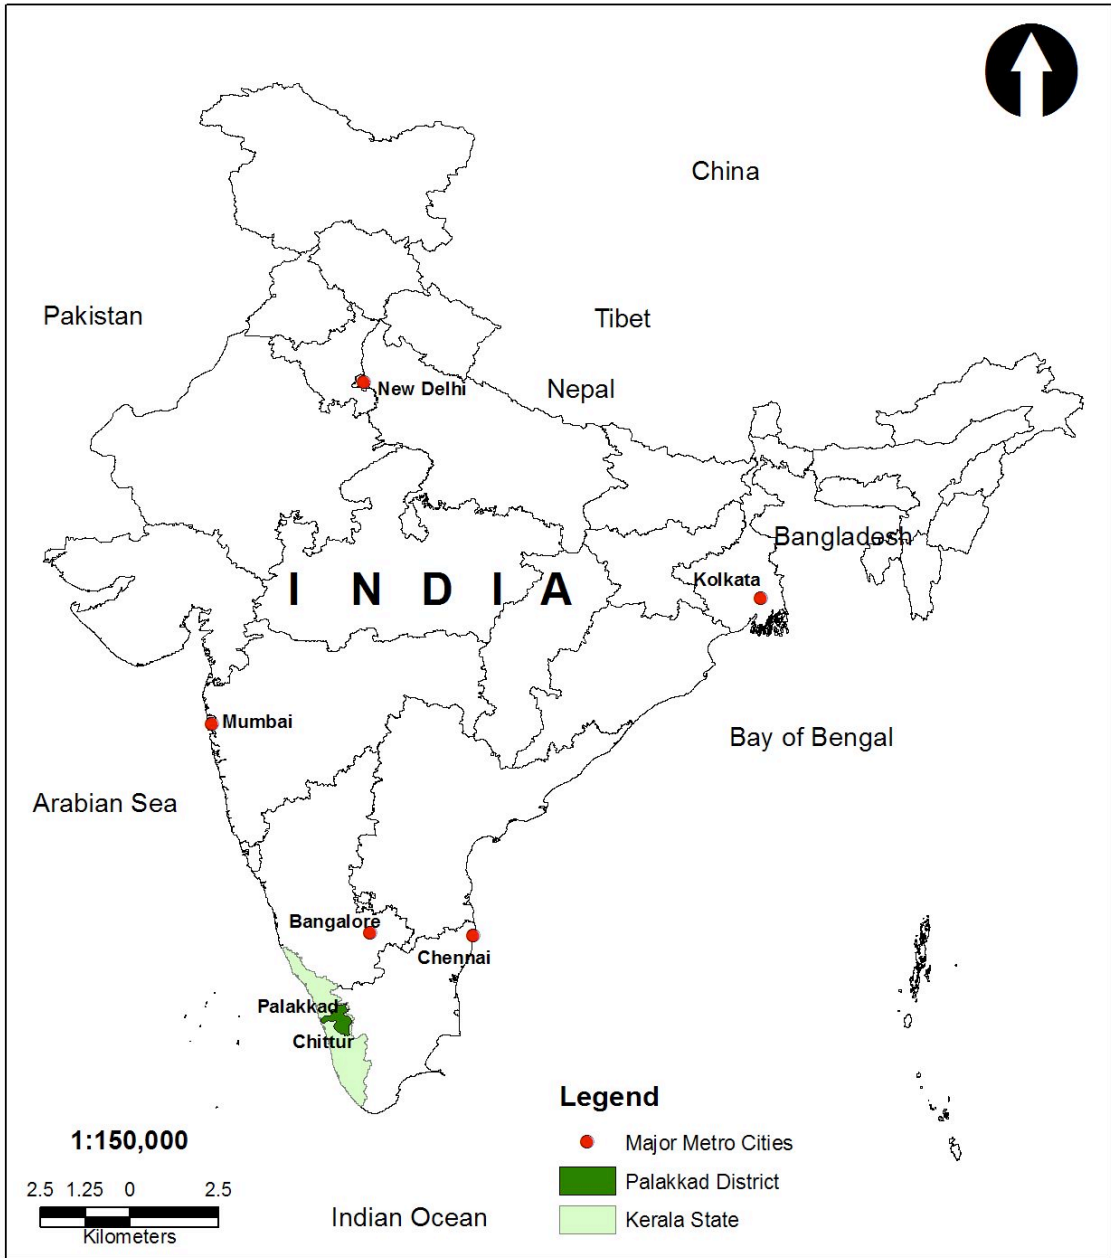 China
Pakistan
Tibet
Nepal
New Delhi
Bangladesh
Kolkata
I N D I A
Mumbai
Bay of Bengal
Arabian Sea
Bangalore
Chennai
Palakkad
Chittur
Legend
Major Metro Cities
Palakkad District
Kerala State
1:150,000
2.5 1.25 0 2.5
Kilometers
Indian Ocean